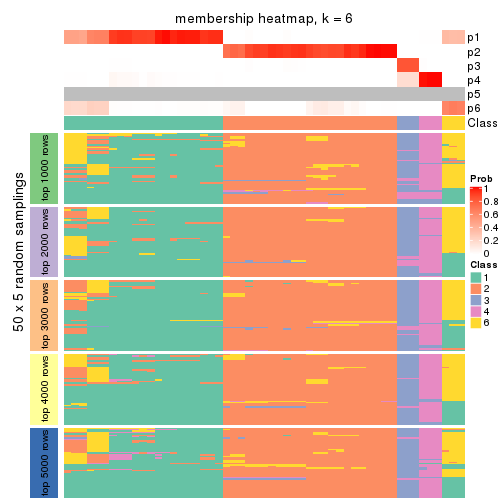 membership heatmap, k = 6
p1
p2
p3
p4
p5
p6
Class
50 x 5 random samplings
top 1000 rows
top 2000 rows
top 3000 rows
top 4000 rows
top 5000 rows
Prob
1
0.8
0.6
0.4
0.2
0
Class
1
2
3
4
6